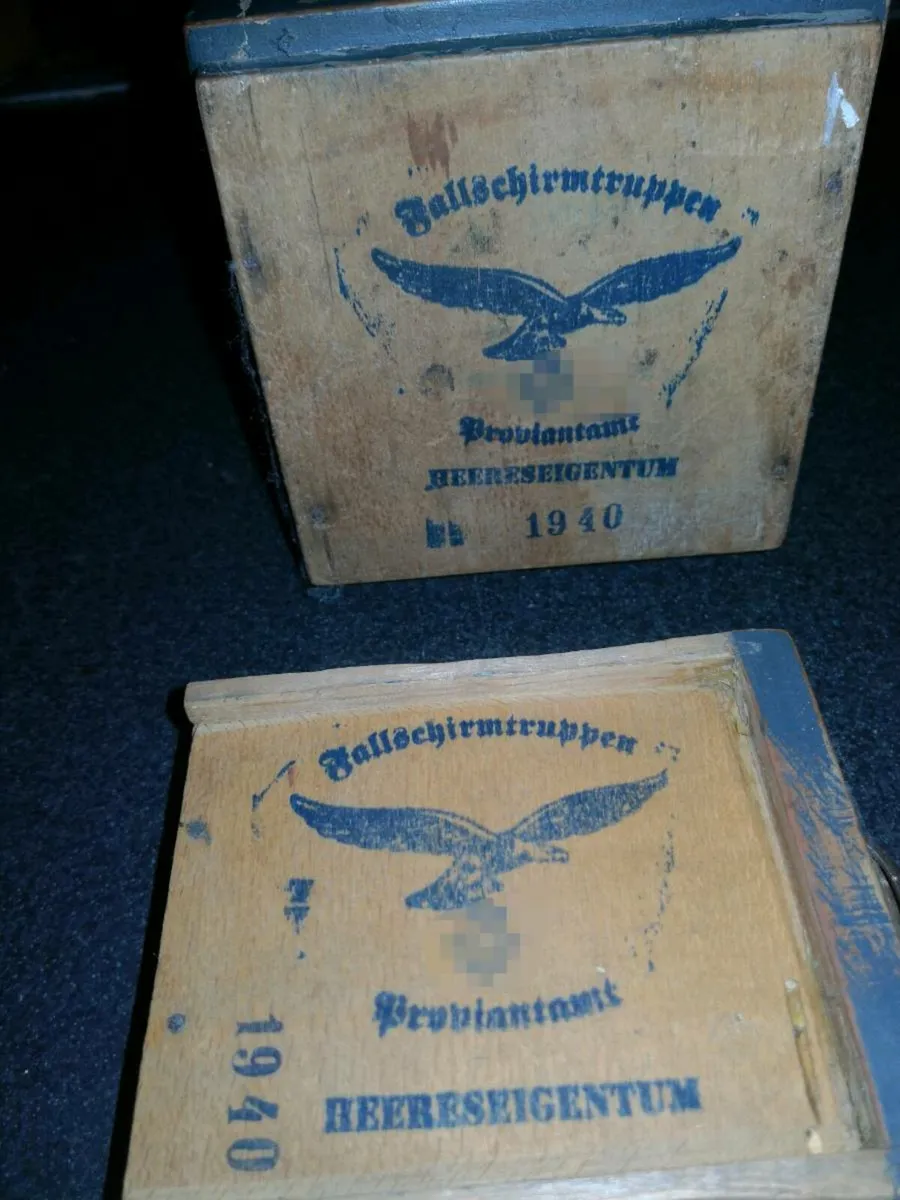 Fallschirmtruppen
Proviantamt
HEERESEIGENTUM
1940
Fallschirmtruppen
Proviantamt
HEERESEIGENTUM
1940